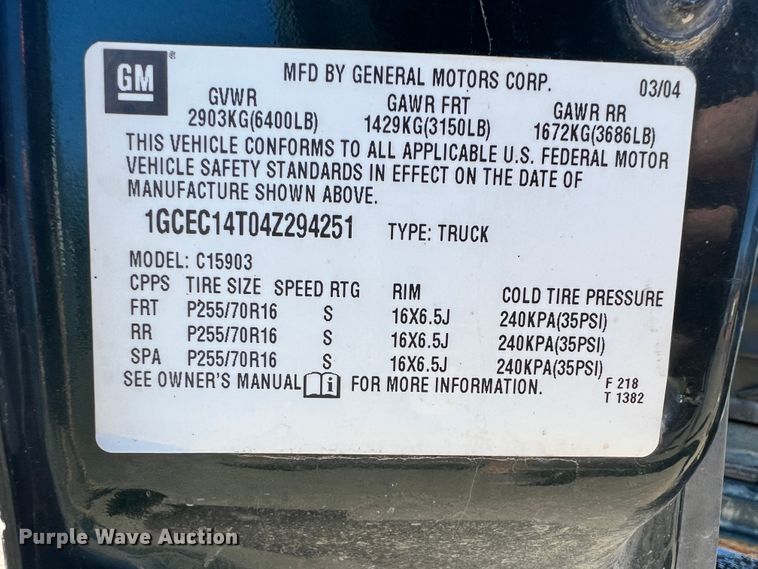 GM ®
MFD BY GENERAL MOTORS CORP. 03/04
GVWR GAWR FRT GAWR RR
2903KG(6400LB) 1429KG(3150LB) 1672KG(3686LB)
THIS VEHICLE CONFORMS TO ALL APPLICABLE U.S. FEDERAL MOTOR
VEHICLE SAFETY STANDARDS IN EFFECT ON THE DATE OF
MANUFACTURE SHOWN ABOVE.
1GCEC14T04Z294251 TYPE: TRUCK
MODEL: C15903
CPPS TIRE SIZE SPEED RTG RIM COLD TIRE PRESSURE
FRT P255/70R16 S 16X6.5J 240KPA(35PSI)
RR P255/70R16 S 16X6.5J 240KPA(35PSI)
SPA P255/70R16 S 16X6.5J 240KPA(35PSI)
SEE OWNER'S MANUAL i FOR MORE INFORMATION. F 218
T 1382
Purple Wave Auction